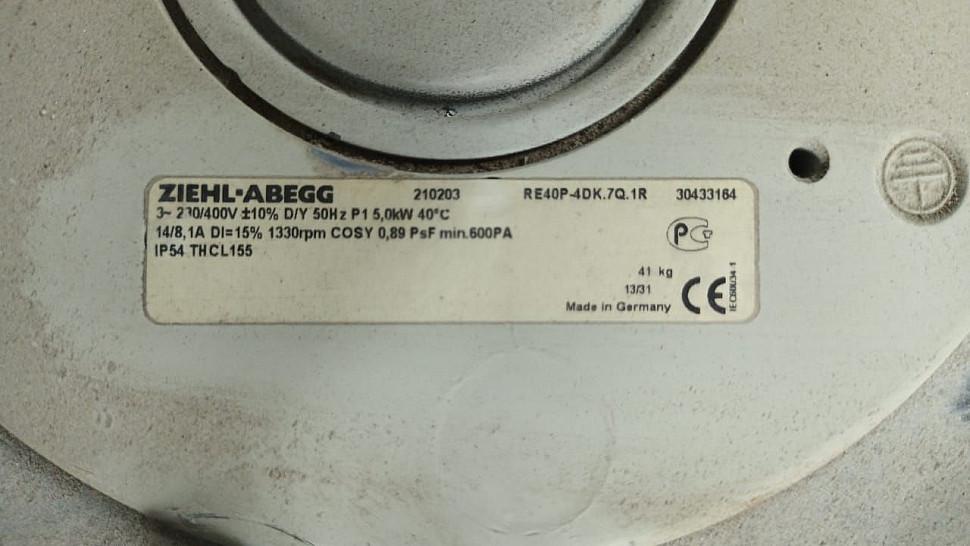 ZIEHL-ABEGG 210203 RE40P-4DK.7Q.1R 30433164
3~ 230/400V ±10% D/Y 50Hz P1 5,0kW 40°C
14/8,1A DI=15% 1330rpm COSY 0,89 PsF min.600PA
IP54 THCL155
41 kg
13/31
Made in Germany
CE
IEC60034-1